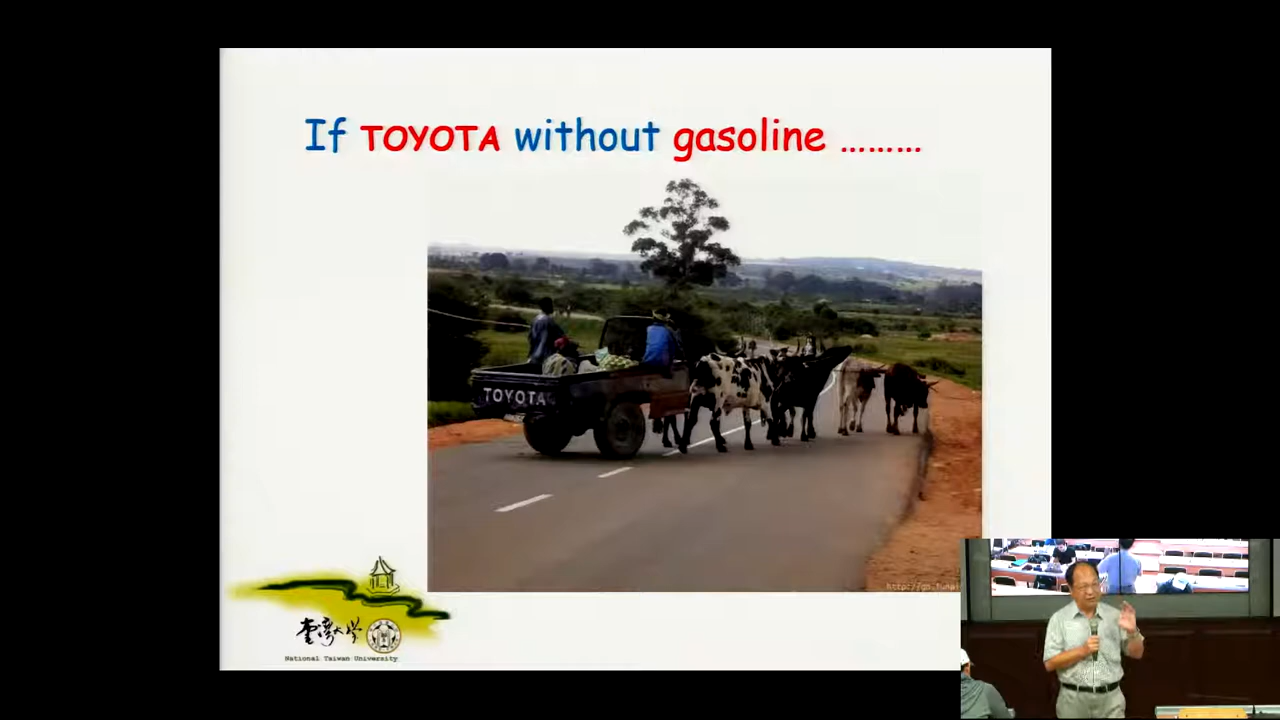 If TOYOTA without gasoline ………
TOYOTA
臺灣大學
National Taiwan University